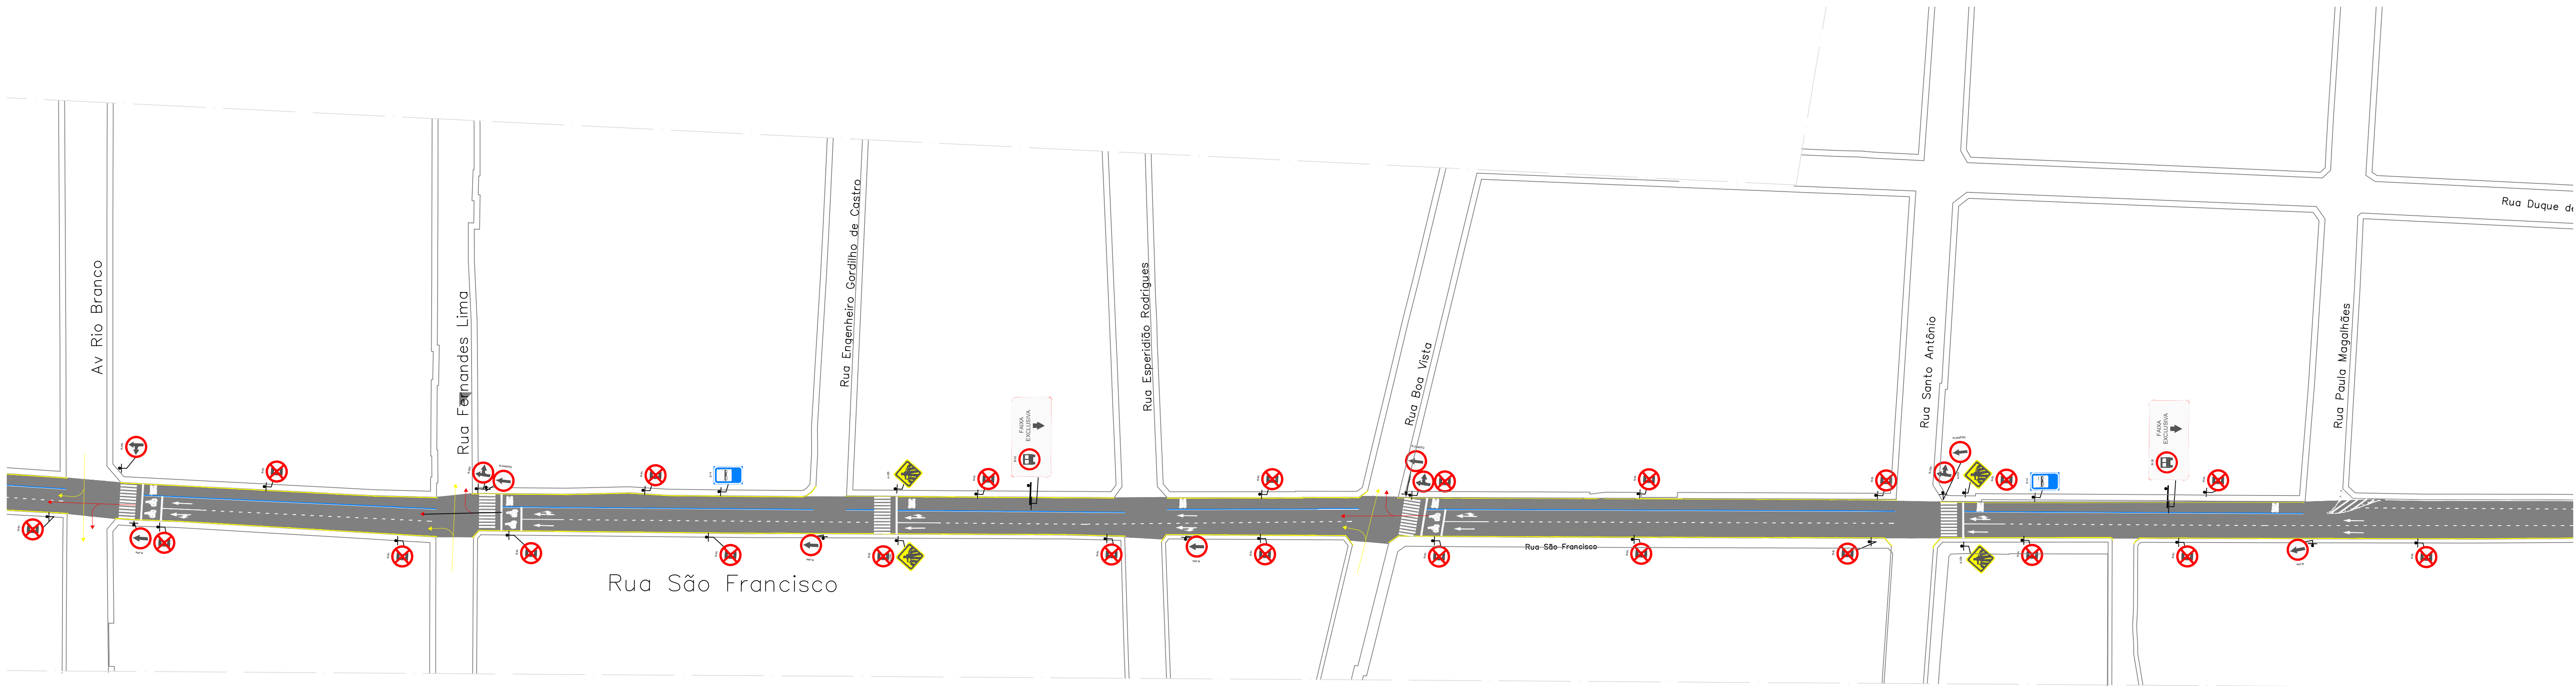 Av Rio Branco
Rua Fernandes Lima
Rua Engenheiro Gordilho de Castro
FAIXA
EXCLUSIVA
Rua Esperidião Rodrigues
Rua Boa Vista
Rua Santo Antônio
FAIXA
EXCLUSIVA
Rua Paula Magalhães
Rua Duque de
Rua São Francisco
Rua São Francisco